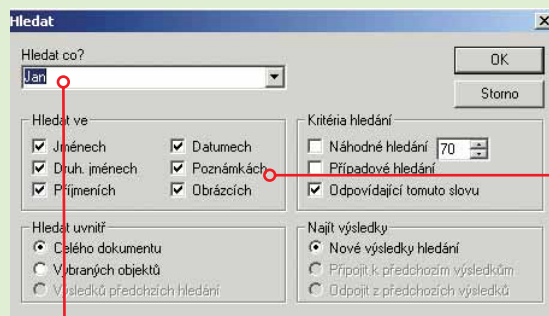 Hledat
Hledat co?
Jan
OK
Storno
Hledat ve
Jménech
Datumech
Druh. jménech
Poznámkách
Příjmeních
Obrázcích
Kritéria hledání
Náhodné hledání 70
Případové hledání
Odpovídající tomuto slovu
Hledat uvnitř
Celého dokumentu
Vybraných objektů
Výsledků předchzích hledání
Najít výsledky
Nové výsledky hledání
Připojit k předchozím výsledkům
Odpojit z předchozích výsledků